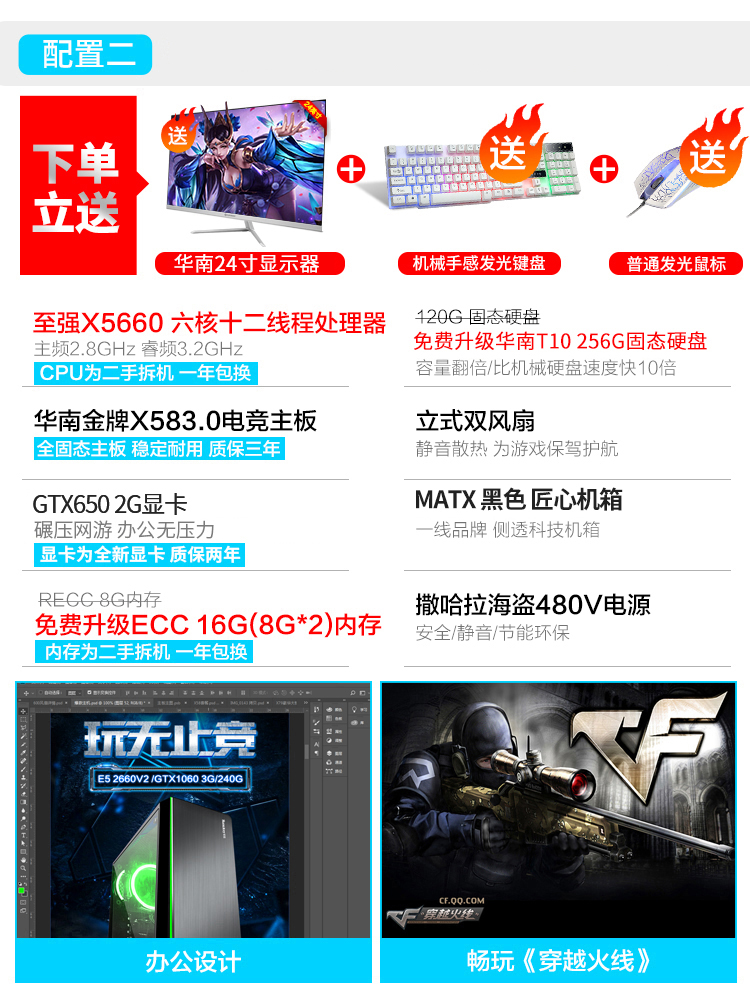 配置二
下单
立送
送
24英寸
送
送
华南24寸显示器
机械手感发光键盘
普通发光鼠标
至强X5660 六核十二线程处理器
主频2.8GHz 睿频3.2GHz
CPU为二手拆机 一年包换
120G 固态硬盘
免费升级华南T10 256G固态硬盘
容量翻倍/比机械硬盘速度快10倍
华南金牌X583.0电竞主板
全固态主板 稳定耐用 质保三年
立式双风扇
静音散热 为游戏保驾护航
GTX650 2G显卡
碾压网游 办公无压力
显卡为全新显卡 质保两年
MATX 黑色 匠心机箱
一线品牌 侧透科技机箱
RECC 8G内存
免费升级ECC 16G(8G*2)内存
内存为二手拆机 一年包换
撒哈拉海盗480V电源
安全/静音/节能环保
玩无止竞
E5 2660V2 /GTX1060 3G/240G
办公设计
CF
CF.QQ.COM
CF 穿越火线
畅玩《穿越火线》